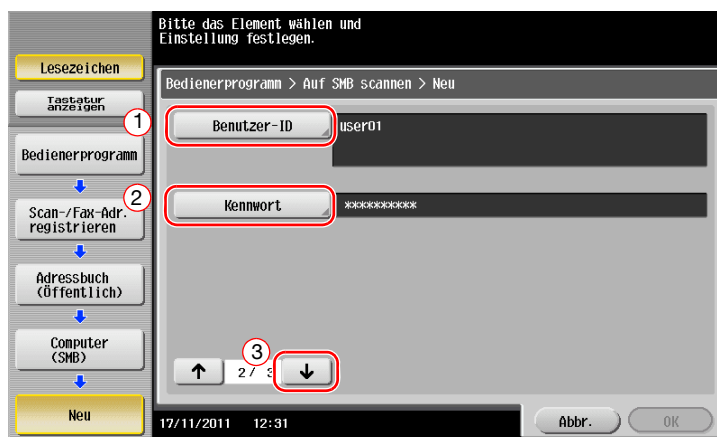 Bitte das Element wählen und
Einstellung festlegen.
Lesezeichen
Tastatur
anzeigen
Bedienerprogramm > Auf SMB scannen > Neu
1
Benutzer-ID
user01
Bedienerprogramm
2
Kennwort
**********
Scan-/Fax-Adr.
registrieren
Adressbuch
(Öffentlich)
Computer
(SMB)
3
↑ 2/ 3 ↓
Neu
17/11/2011 12:31
Abbr.
OK